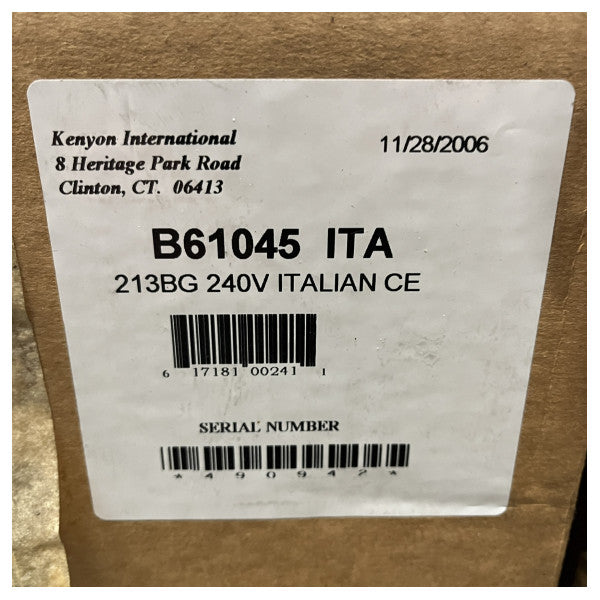 Kenyon International
8 Heritage Park Road
Clinton, CT. 06413
11/28/2006
B61045 ITA
213BG 240V ITALIAN CE
6 17181 00241 1
SERIAL NUMBER
*490942*